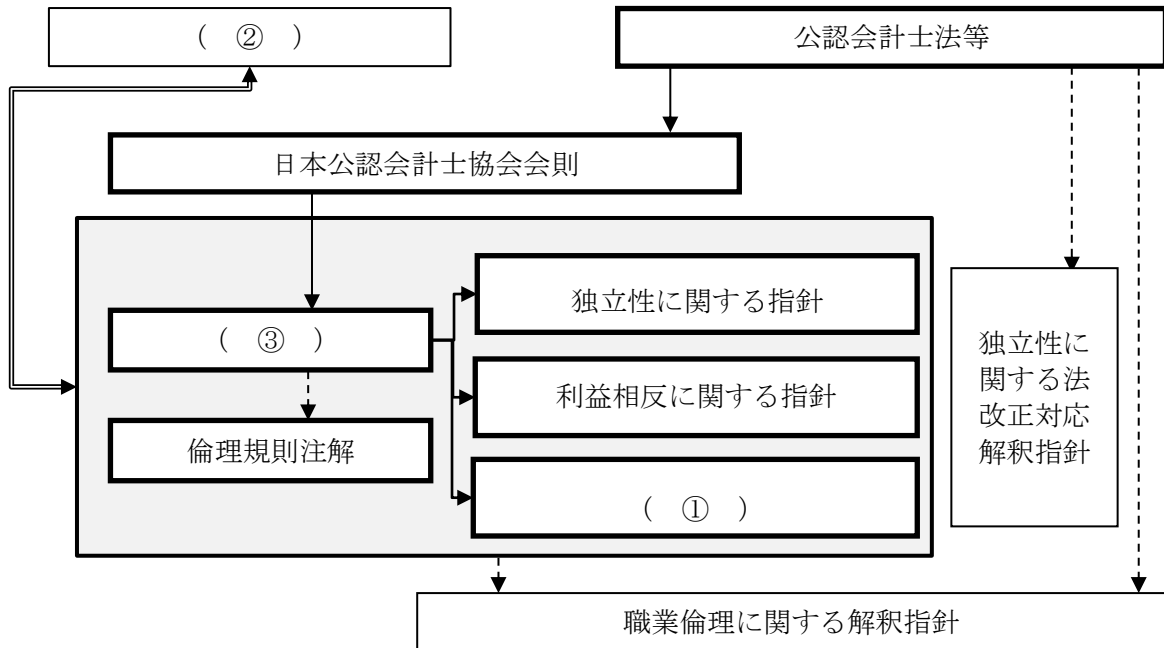 ( ② )
公認会計士法等
日本公認会計士協会会則
独立性に関する指針
( ③ )
利益相反に関する指針
倫理規則注解
( ① )
独立性に
関する法
改正対応
解釈指針
職業倫理に関する解釈指針